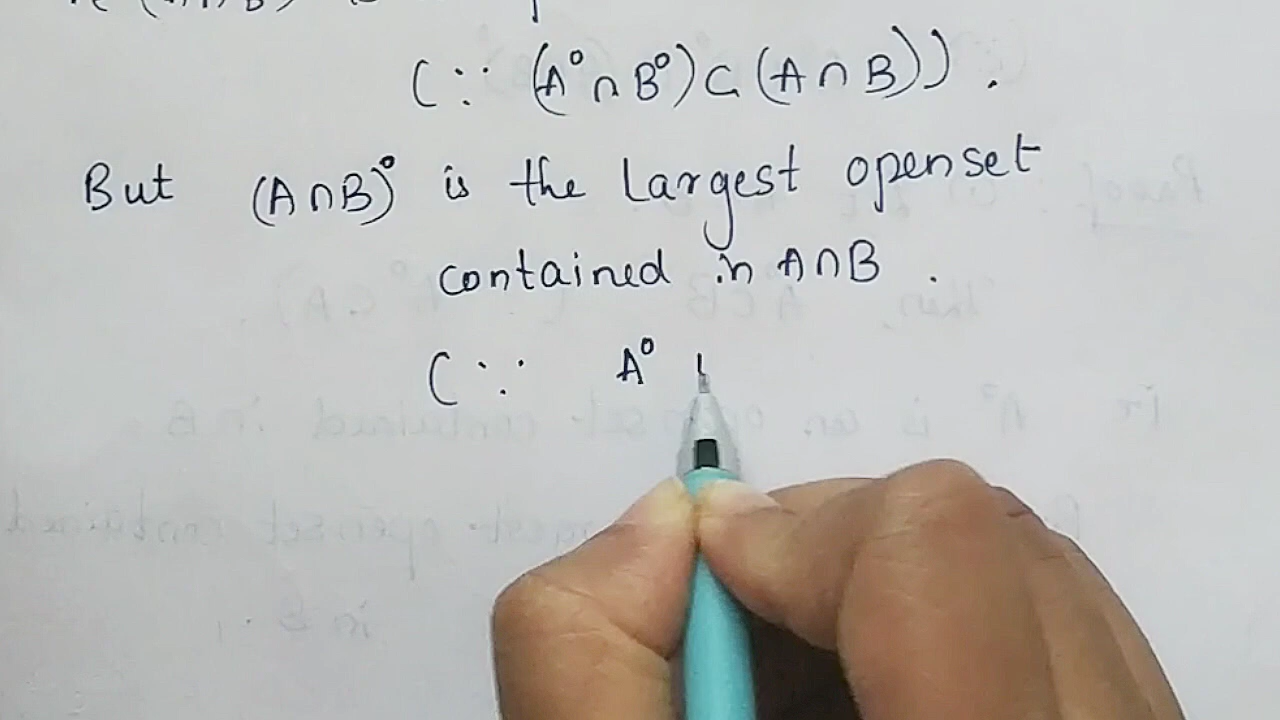 (∵ (A° ∩ B°) ⊂ (A ∩ B)).
But (A∩B)° is the largest openset
contained in A∩B.
(∵ A°